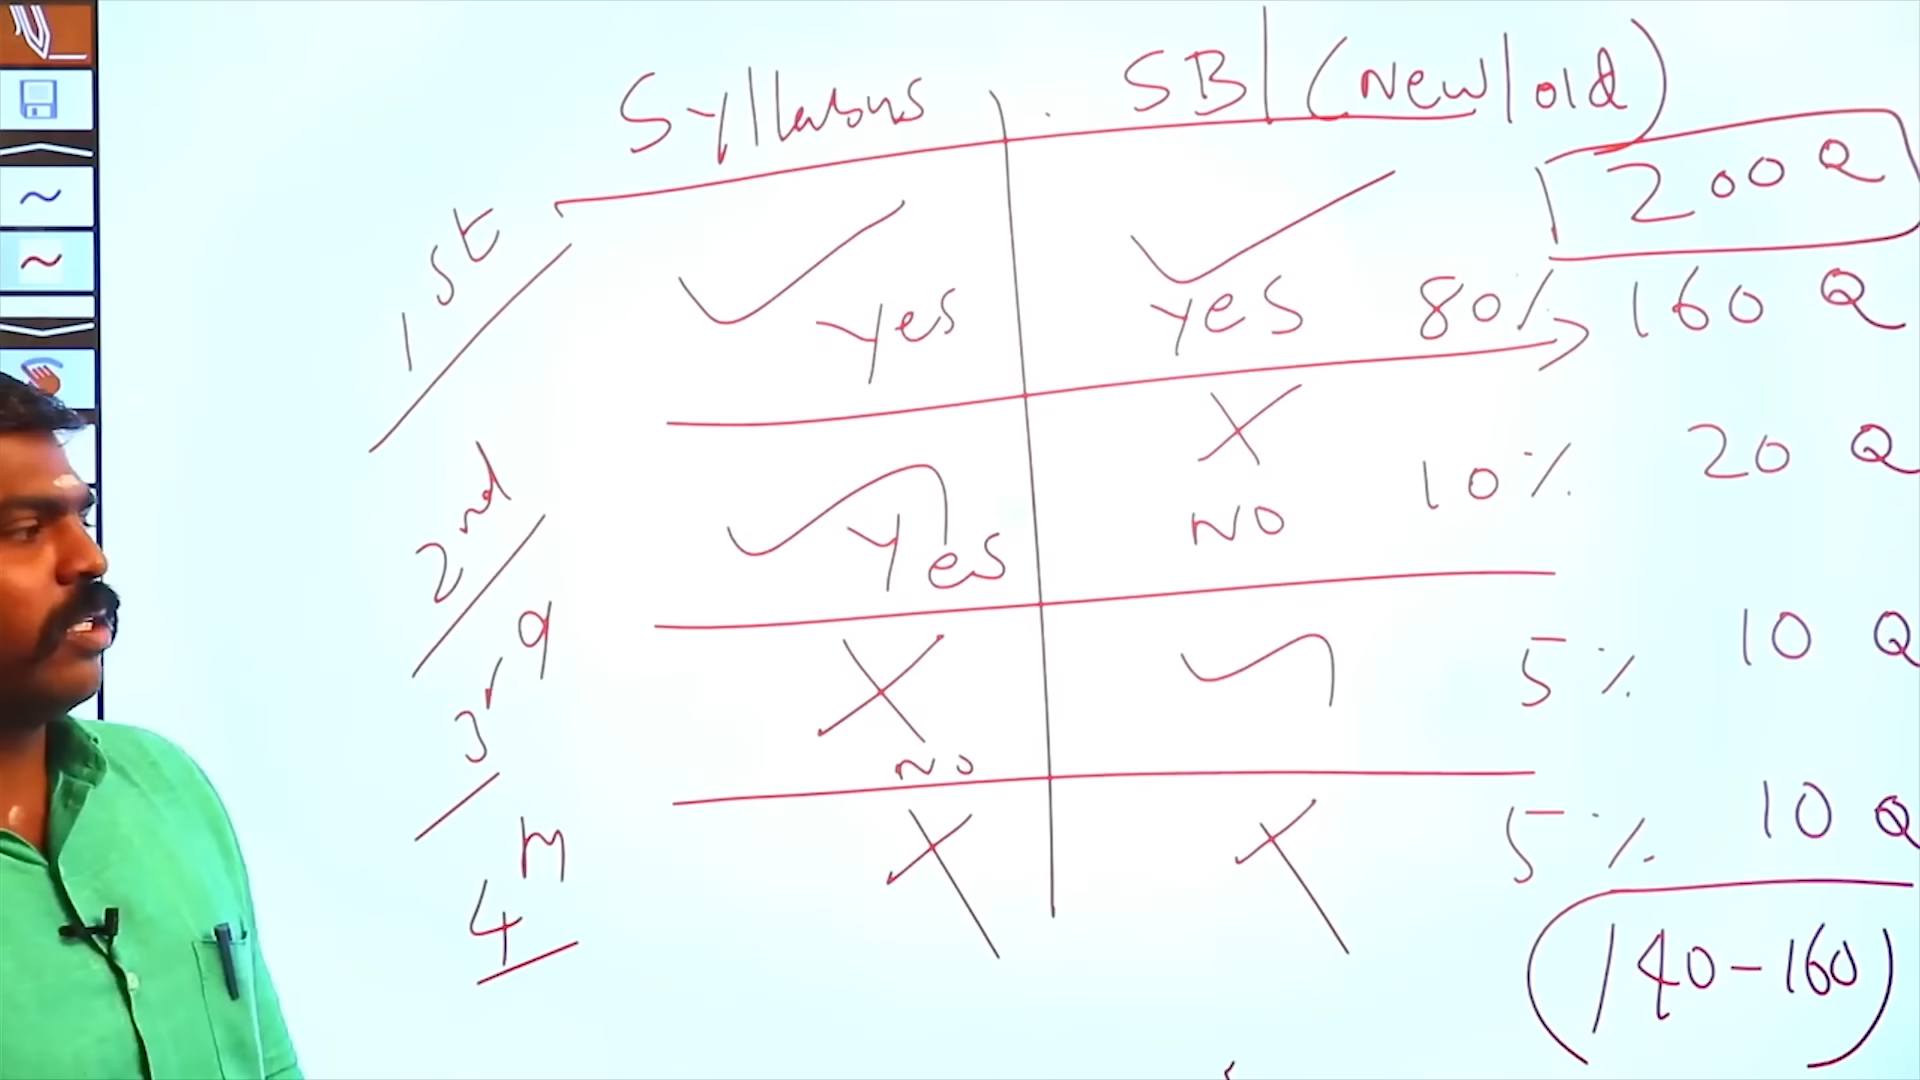 Syllabus SB (New/old)
200 Q
1st Yes Yes 80% 160 Q
2nd Yes NO 10% 20 Q
3rd NO 5% 10 Q
4th 5% 10 Q
(140-160)